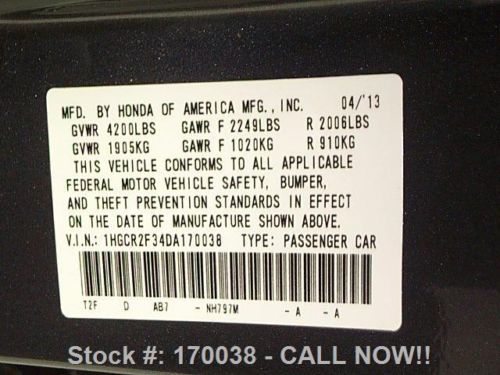 MFD. BY HONDA OF AMERICA MFG., INC. 04/'13
GVWR 4200LBS GAWR F 2249LBS R 2006LBS
GVWR 1905KG GAWR F 1020KG R 910KG
THIS VEHICLE CONFORMS TO ALL APPLICABLE
FEDERAL MOTOR VEHICLE SAFETY, BUMPER,
AND THEFT PREVENTION STANDARDS IN EFFECT
ON THE DATE OF MANUFACTURE SHOWN ABOVE.
V.I.N.: 1HGCR2F34DA170038 TYPE: PASSENGER CAR
T2F D AB7 - NH797M - A - A
Stock #: 170038 - CALL NOW!!